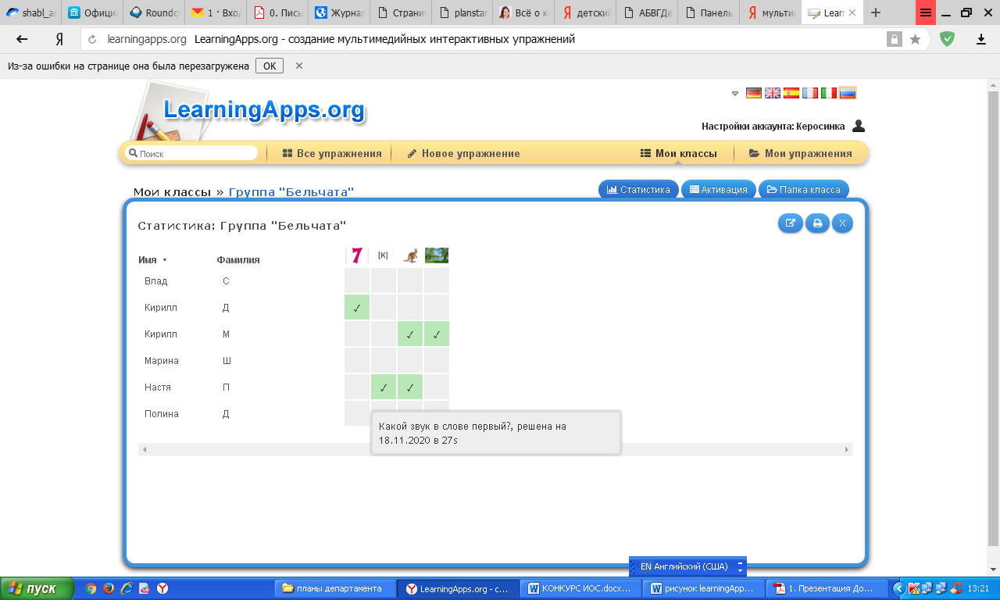 shabl_a
Офици
Roundc
1 · Вход
0. Пись
Журнал
Странич
planstar
Всё о к
детский
АБВГДе
Панель
мульти
Learn
learningapps.org LearningApps.org - создание мультимедийных интерактивных упражнений
Из-за ошибки на странице она была перезагружена OK
LearningApps.org
Настройки аккаунта: Керосинка
Поиск Все упражнения Новое упражнение Мои классы Мои упражнения
Мои классы » Группа "Бельчата" Статистика Активация Папка класса
Статистика: Группа "Бельчата" X
Имя Фамилия 7 [К]
Влад С
Кирилл Д ✓
Кирилл М ✓ ✓
Марина Ш
Настя П ✓ ✓
Полина Д
Какой звук в слове первый?, решена на
18.11.2020 в 27s
EN Английский (США)
пуск
планы департамента
LearningApps.org - с...
КОНКУРС ИОС.docx...
рисунок learningApp...
1. Презентация До...
13:21